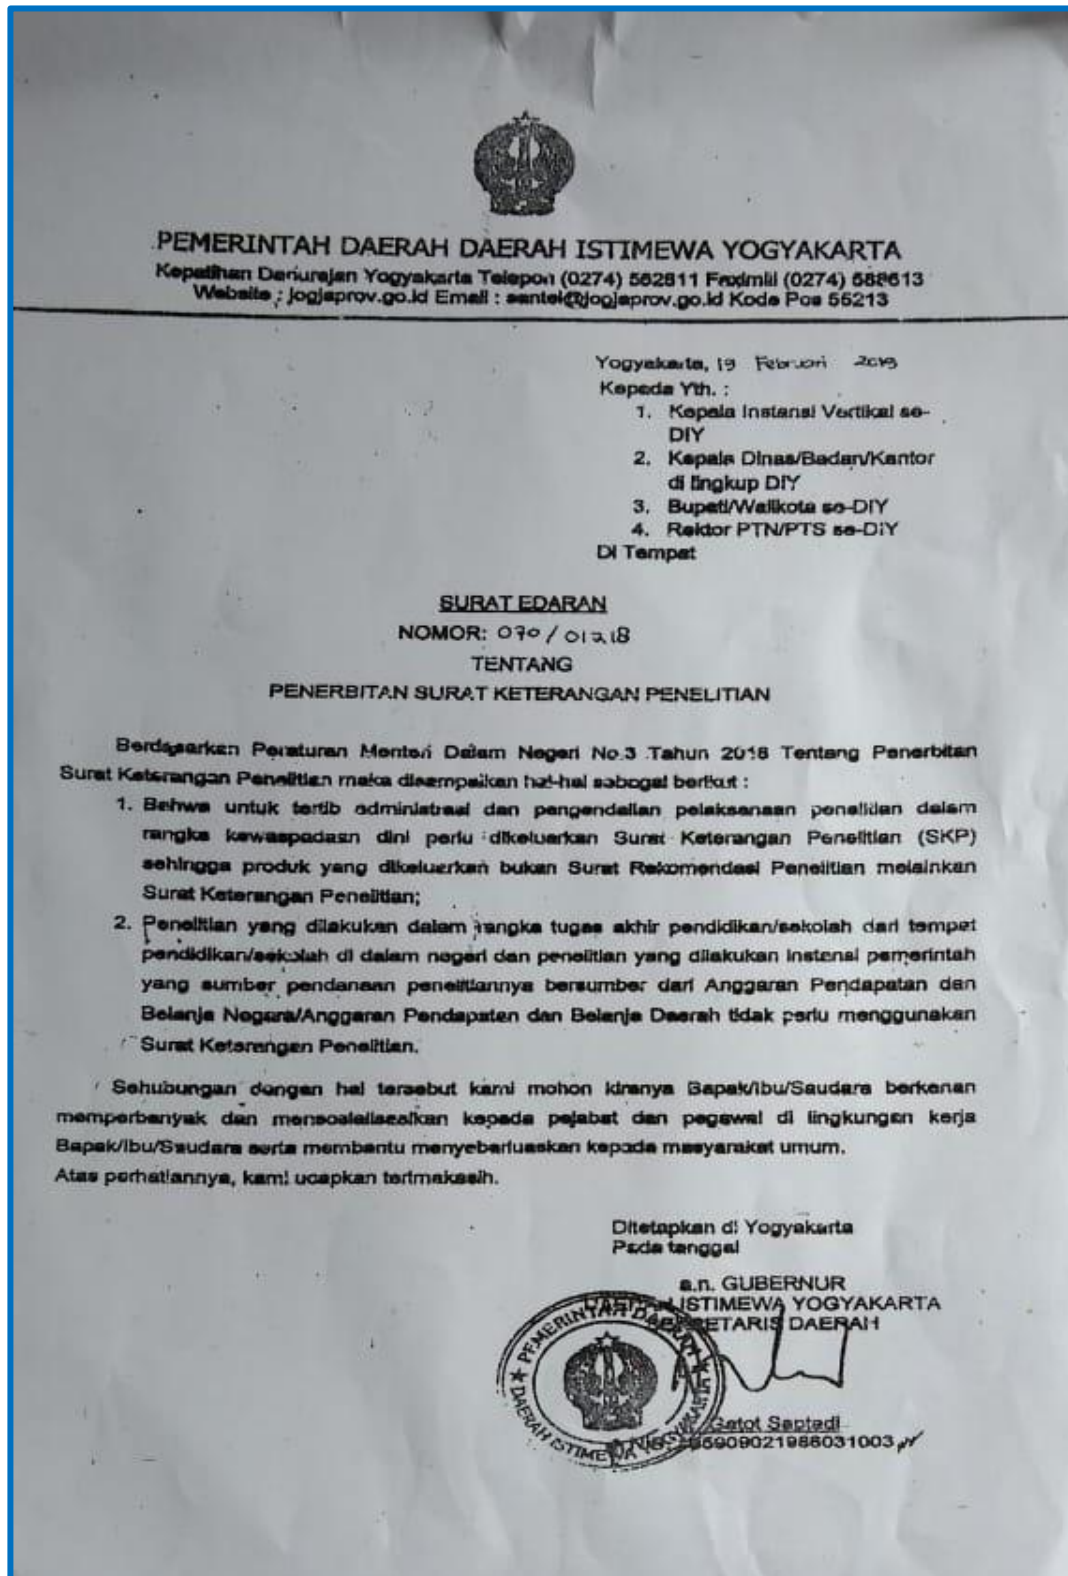 PEMERINTAH DAERAH DAERAH ISTIMEWA YOGYAKARTA
Kepatihan Danurejan Yogyakarta Telepon (0274) 562811 Faximili (0274) 588613
Website : jogjaprov.go.id Email : santel@jogjaprov.go.id Kode Pos 55213
Yogyakarta, 19 Februari 2019
Kepada Yth. :
1. Kepala Instansi Vertikal se-
DIY
2. Kepala Dinas/Badan/Kantor
di lingkup DIY
3. Bupati/Walikota se-DIY
4. Rektor PTN/PTS se-DIY
Di Tempat
SURAT EDARAN
NOMOR: 070/01218
TENTANG
PENERBITAN SURAT KETERANGAN PENELITIAN
Berdasarkan Peraturan Menteri Dalam Negeri No.3 Tahun 2018 Tentang Penerbitan
Surat Keterangan Penelitian maka disampaikan hal-hal sebagai berikut :
1. Bahwa untuk tertib administrasi dan pengendalian pelaksanaan penelitian dalam
rangka kewaspadaan dini perlu dikeluarkan Surat Keterangan Penelitian (SKP)
sehingga produk yang dikeluarkan bukan Surat Rekomendasi Penelitian melainkan
Surat Keterangan Penelitian;
2. Penelitian yang dilakukan dalam rangka tugas akhir pendidikan/sekolah dari tempat
pendidikan/sekolah di dalam negeri dan penelitian yang dilakukan instansi pemerintah
yang sumber pendanaan penelitiannya bersumber dari Anggaran Pendapatan dan
Belanja Negara/Anggaran Pendapatan dan Belanja Daerah tidak perlu menggunakan
Surat Keterangan Penelitian.
Sehubungan dengan hal tersebut kami mohon kiranya Bapak/Ibu/Saudara berkenan
memperbanyak dan mensosialisasikan kepada pejabat dan pegawai di lingkungan kerja
Bapak/Ibu/Saudara serta membantu menyebarluaskan kepada masyarakat umum.
Atas perhatiannya, kami ucapkan terimakasih.
Ditetapkan di Yogyakarta
Pada tanggal
a.n. GUBERNUR
DAERAH ISTIMEWA YOGYAKARTA
SEKRETARIS DAERAH
PEMERINTAH DAERAH
DAERAH ISTIMEWA YOGYAKARTA
Gatot Saptadi